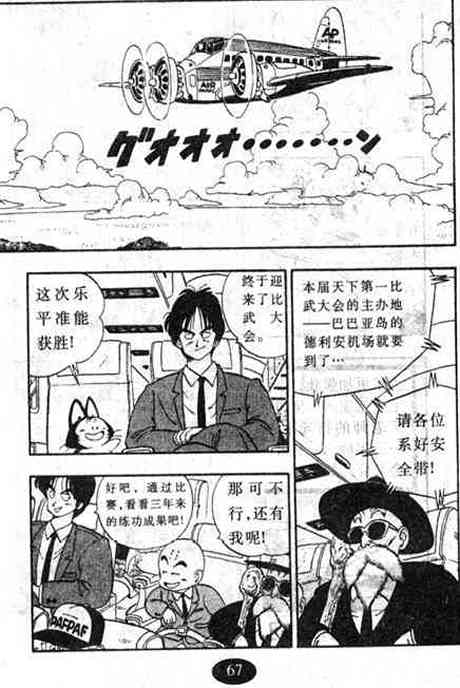 AP
AIR
グオオオ・・・・・・・ン
本届天下第一比
武大会的主办地
——巴巴亚岛的
德利安机场就要
到了…
请各位
系好安
全带!
终于迎
来了比
武大
会。
这次乐
平准能
获胜!
那可不
行,还有
我呢!
好吧,通过比
赛,看看三年来
的练功成果吧!
PAFPAF
67